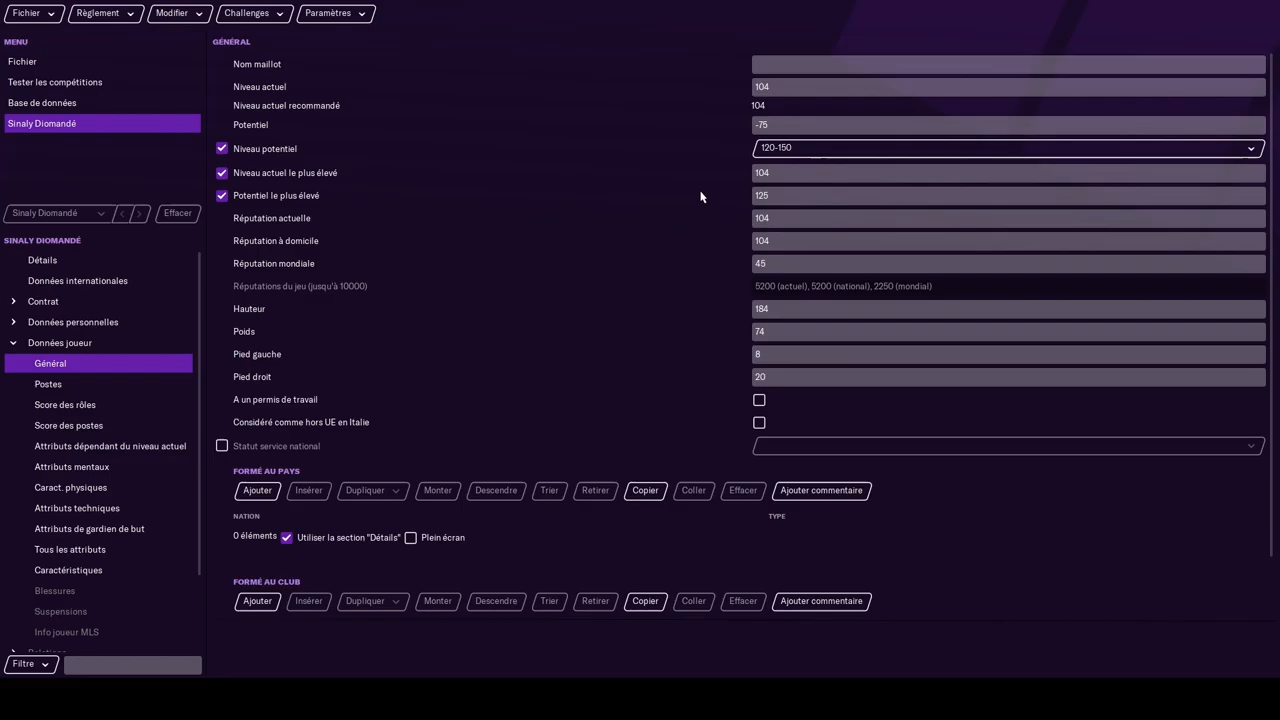 Fichier
Règlement
Modifier
Challenges
Paramètres
MENU
Fichier
Tester les compétitions
Base de données
Sinaly Diomandé
Sinaly Diomandé
Effacer
SINALY DIOMANDÉ
Détails
Données internationales
Contrat
Données personnelles
Données joueur
Général
Postes
Score des rôles
Score des postes
Attributs dépendant du niveau actuel
Attributs mentaux
Caract. physiques
Attributs techniques
Attributs de gardien de but
Tous les attributs
Caractéristiques
Blessures
Suspensions
Info joueur MLS
Relations
Filtre
GÉNÉRAL
Nom maillot
Niveau actuel 104
Niveau actuel recommandé 104
Potentiel -75
Niveau potentiel 120-150
Niveau actuel le plus élevé 104
Potentiel le plus élevé 125
Réputation actuelle 104
Réputation à domicile 104
Réputation mondiale 45
Réputations du jeu (jusqu'à 10000) 5200 (actuel), 5200 (national), 2250 (mondial)
Hauteur 184
Poids 74
Pied gauche 8
Pied droit 20
A un permis de travail
Considéré comme hors UE en Italie
Statut service national
FORMÉ AU PAYS
Ajouter Insérer Dupliquer Monter Descendre Trier Retirer Copier Coller Effacer Ajouter commentaire
NATION TYPE
0 éléments Utiliser la section "Détails" Plein écran
FORMÉ AU CLUB
Ajouter Insérer Dupliquer Monter Descendre Trier Retirer Copier Coller Effacer Ajouter commentaire